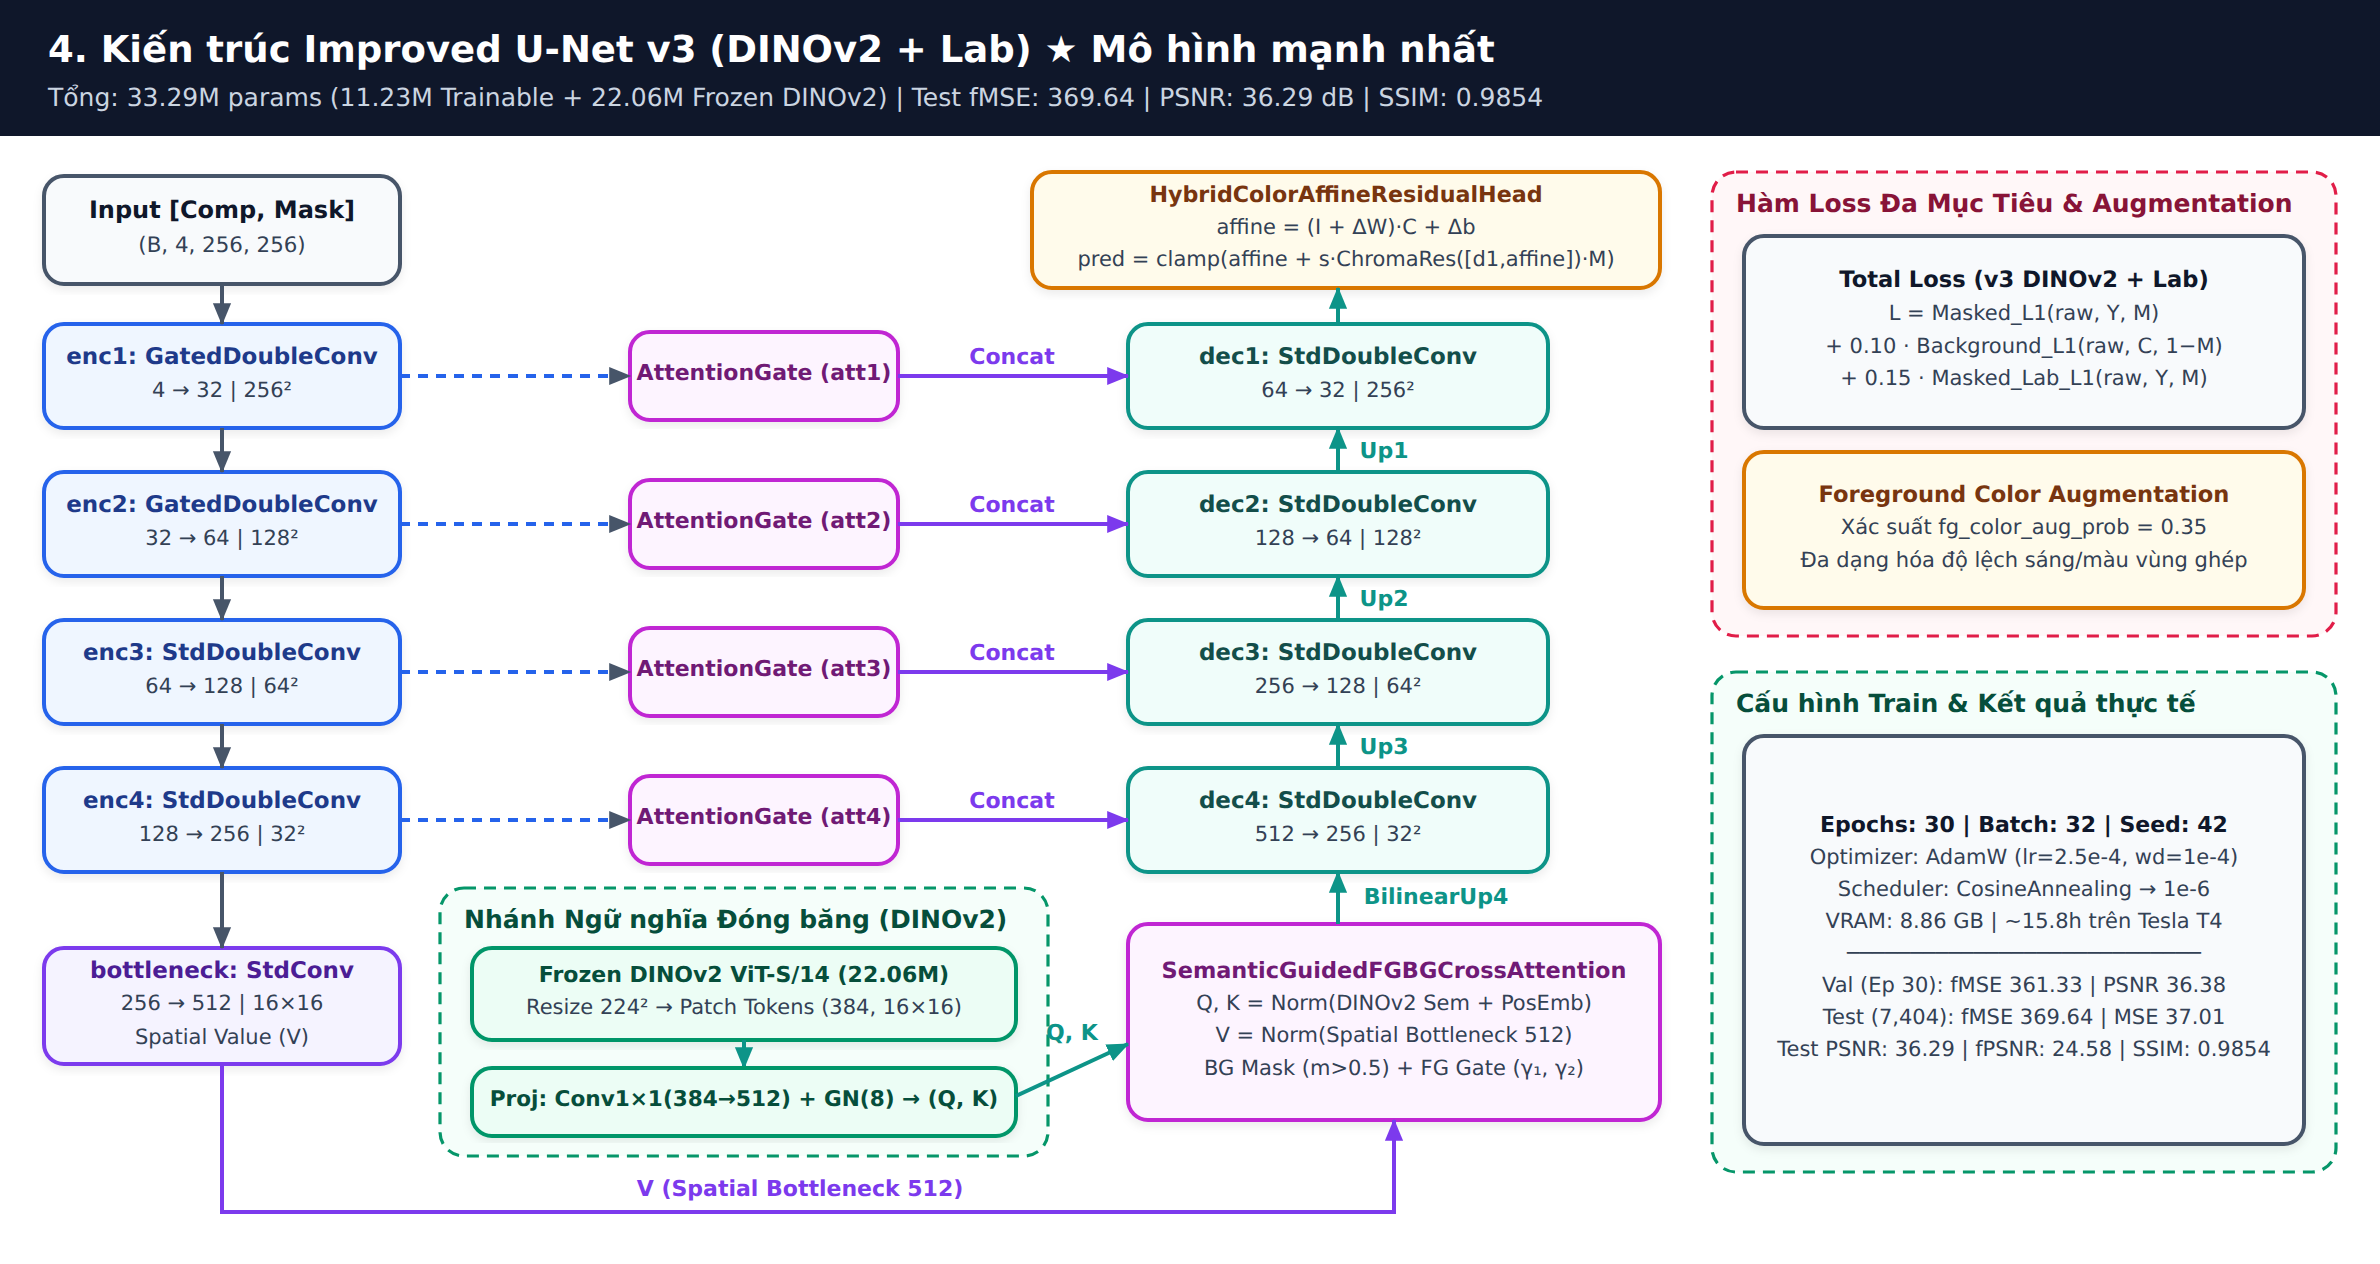 4. Kiến trúc Improved U-Net v3 (DINOv2 + Lab) ★ Mô hình mạnh nhất
Tổng: 33.29M params (11.23M Trainable + 22.06M Frozen DINOv2) | Test fMSE: 369.64 | PSNR: 36.29 dB | SSIM: 0.9854
Input [Comp, Mask]
(B, 4, 256, 256)
enc1: GatedDoubleConv
4 → 32 | 256²
enc2: GatedDoubleConv
32 → 64 | 128²
enc3: StdDoubleConv
64 → 128 | 64²
enc4: StdDoubleConv
128 → 256 | 32²
bottleneck: StdConv
256 → 512 | 16×16
Spatial Value (V)
AttentionGate (att1)
AttentionGate (att2)
AttentionGate (att3)
AttentionGate (att4)
Concat
Concat
Concat
Concat
Nhánh Ngữ nghĩa Đóng băng (DINOv2)
Frozen DINOv2 ViT-S/14 (22.06M)
Resize 224² → Patch Tokens (384, 16×16)
Proj: Conv1×1(384→512) + GN(8) → (Q, K)
Q, K
V (Spatial Bottleneck 512)
HybridColorAffineResidualHead
affine = (I + ΔW)·C + Δb
pred = clamp(affine + s·ChromaRes([d1,affine])·M)
dec1: StdDoubleConv
64 → 32 | 256²
Up1
dec2: StdDoubleConv
128 → 64 | 128²
Up2
dec3: StdDoubleConv
256 → 128 | 64²
Up3
dec4: StdDoubleConv
512 → 256 | 32²
BilinearUp4
SemanticGuidedFGBGCrossAttention
Q, K = Norm(DINOv2 Sem + PosEmb)
V = Norm(Spatial Bottleneck 512)
BG Mask (m>0.5) + FG Gate (γ₁, γ₂)
Hàm Loss Đa Mục Tiêu & Augmentation
Total Loss (v3 DINOv2 + Lab)
L = Masked_L1(raw, Y, M)
+ 0.10 · Background_L1(raw, C, 1−M)
+ 0.15 · Masked_Lab_L1(raw, Y, M)
Foreground Color Augmentation
Xác suất fg_color_aug_prob = 0.35
Đa dạng hóa độ lệch sáng/màu vùng ghép
Cấu hình Train & Kết quả thực tế
Epochs: 30 | Batch: 32 | Seed: 42
Optimizer: AdamW (lr=2.5e-4, wd=1e-4)
Scheduler: CosineAnnealing → 1e-6
VRAM: 8.86 GB | ~15.8h trên Tesla T4
Val (Ep 30): fMSE 361.33 | PSNR 36.38
Test (7,404): fMSE 369.64 | MSE 37.01
Test PSNR: 36.29 | fPSNR: 24.58 | SSIM: 0.9854